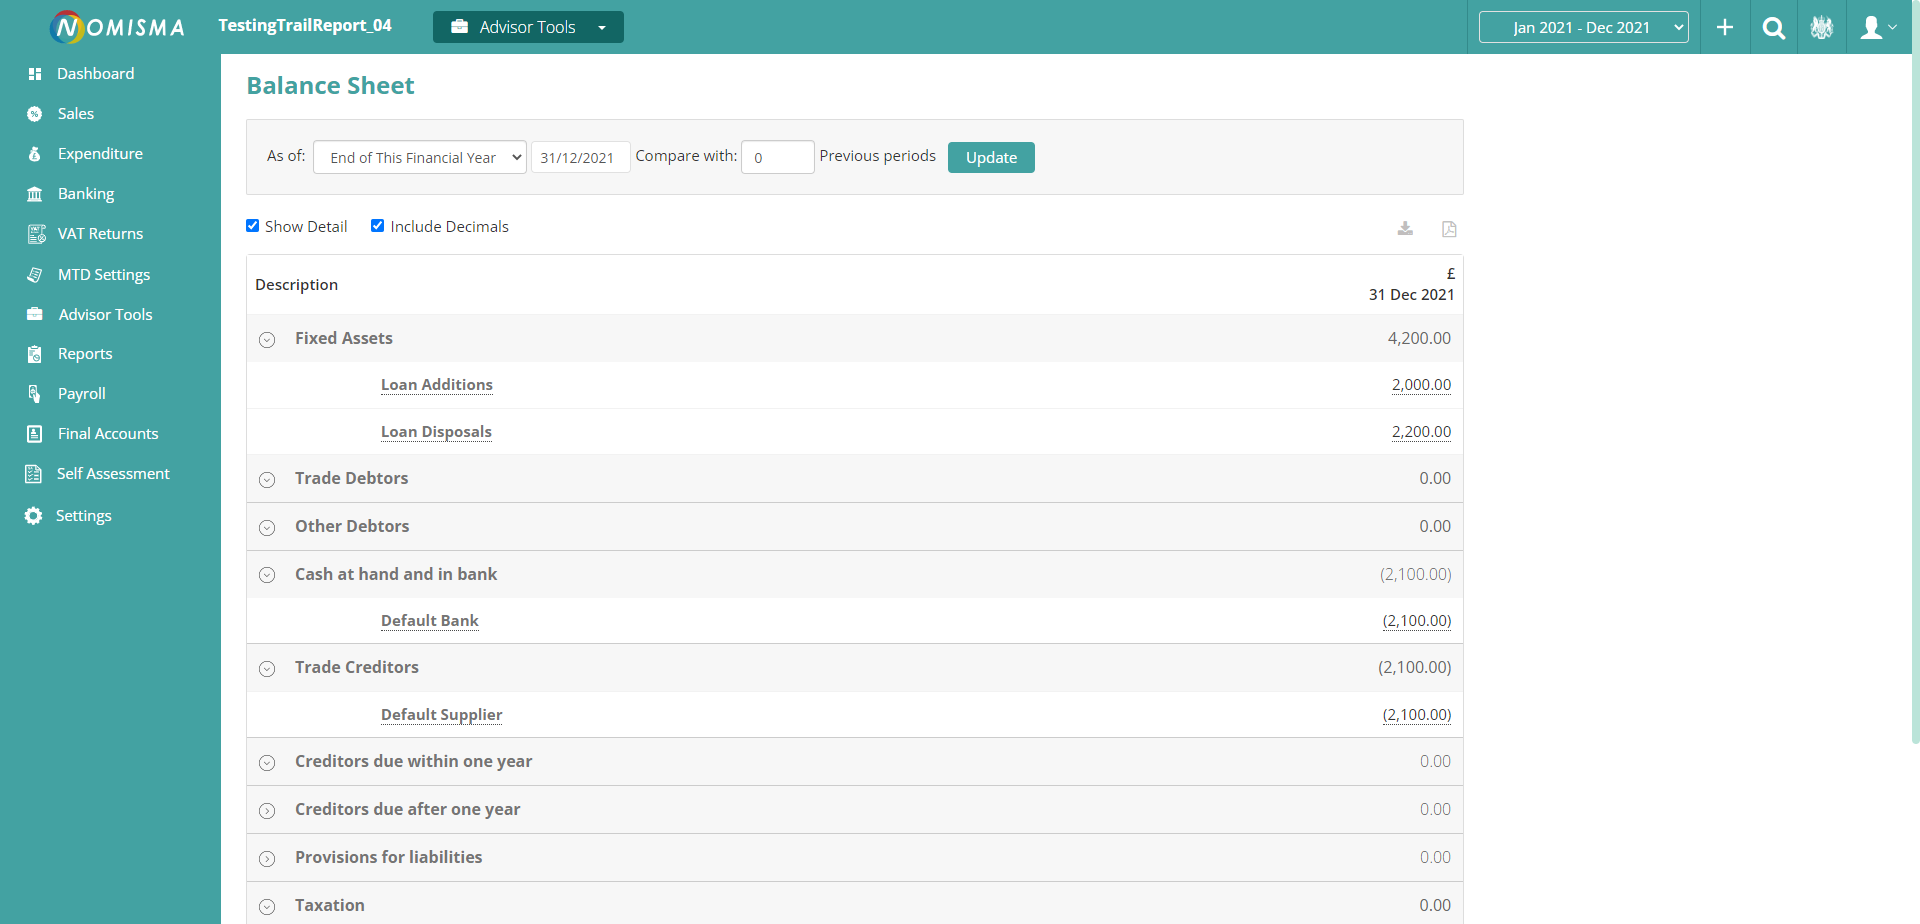 NOMISMA
TestingTrailReport_04
Advisor Tools
Jan 2021 - Dec 2021
Dashboard
Sales
Expenditure
Banking
VAT Returns
MTD Settings
Advisor Tools
Reports
Payroll
Final Accounts
Self Assessment
Settings
Balance Sheet
As of: End of This Financial Year 31/12/2021 Compare with: 0 Previous periods Update
Show Detail Include Decimals
£
Description 31 Dec 2021
Fixed Assets 4,200.00
Loan Additions 2,000.00
Loan Disposals 2,200.00
Trade Debtors 0.00
Other Debtors 0.00
Cash at hand and in bank (2,100.00)
Default Bank (2,100.00)
Trade Creditors (2,100.00)
Default Supplier (2,100.00)
Creditors due within one year 0.00
Creditors due after one year 0.00
Provisions for liabilities 0.00
Taxation 0.00